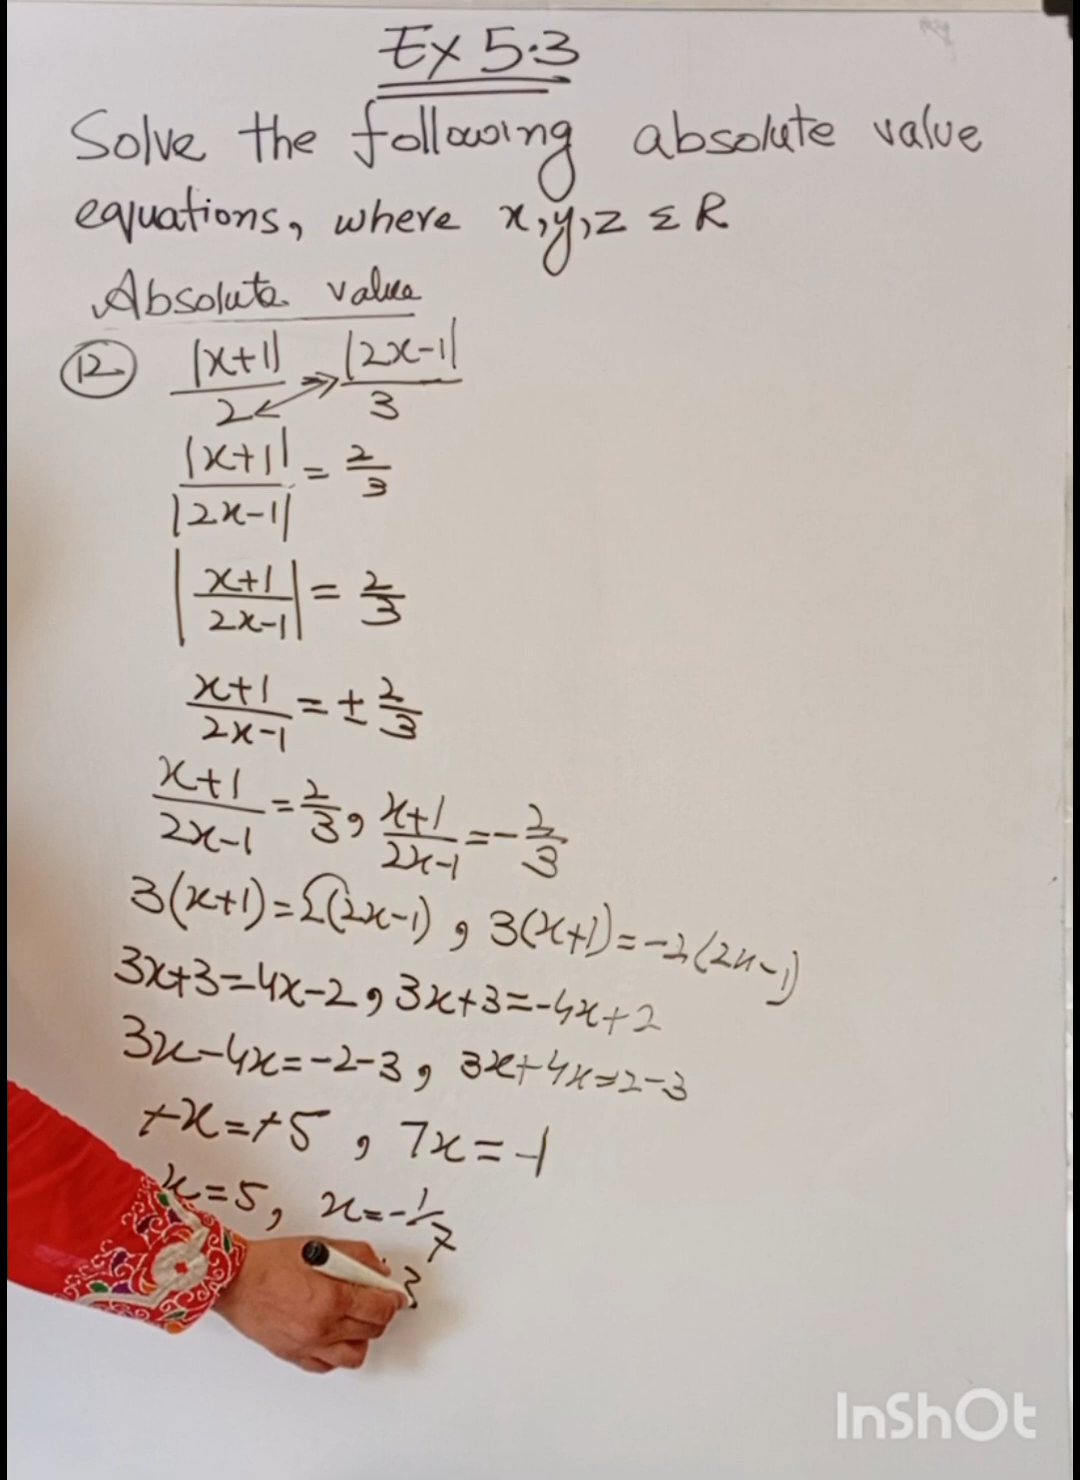 Ex 5.3
Solve the following absolute value
equations, where x, y, z ε R
Absolute value
12 |x+1|/2 = |2x-1|/3
|x+1|/|2x-1| = 2/3
|x+1/2x-1| = 2/3
x+1/2x-1 = ± 2/3
x+1/2x-1 = 2/3, x+1/2x-1 = -2/3
3(x+1)=2(2x-1), 3(x+1)=-2(2x-1)
3x+3=4x-2, 3x+3=-4x+2
3x-4x=-2-3, 3x+4x=2-3
+x=+5, 7x=-1
x=5, x=-1/7
InShOt